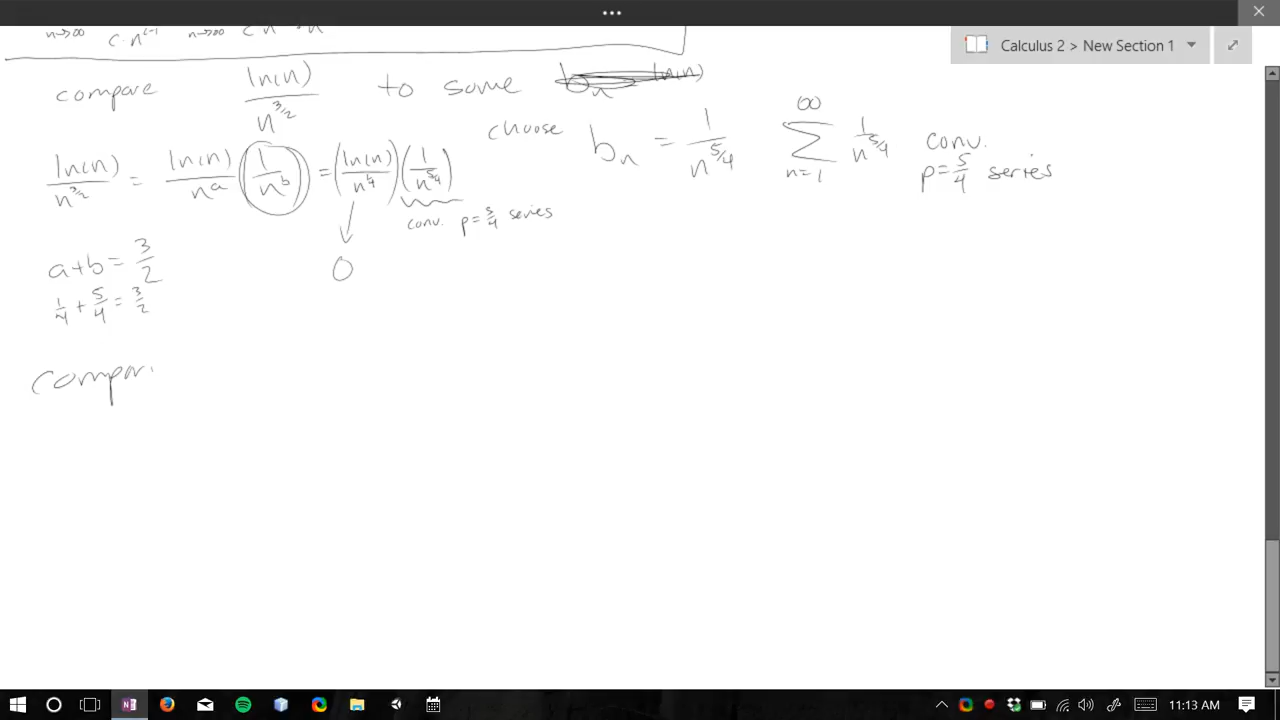 •••
Calculus 2 > New Section 1
n→∞ c·n^(c-1) n→∞
compare ln(n)/n^(3/2) to some b_n
choose b_n = 1/n^(5/4) ∑_{n=1}^{∞} 1/n^(5/4) conv.
p=5/4 series
ln(n)/n^(3/2) = ln(n)/n^a (1/n^b) = (ln(n)/n^(1/4))(1/n^(5/4))
conv. p=5/4 series
0
a+b=3/2
1/4+5/4=3/2
compar
11:13 AM